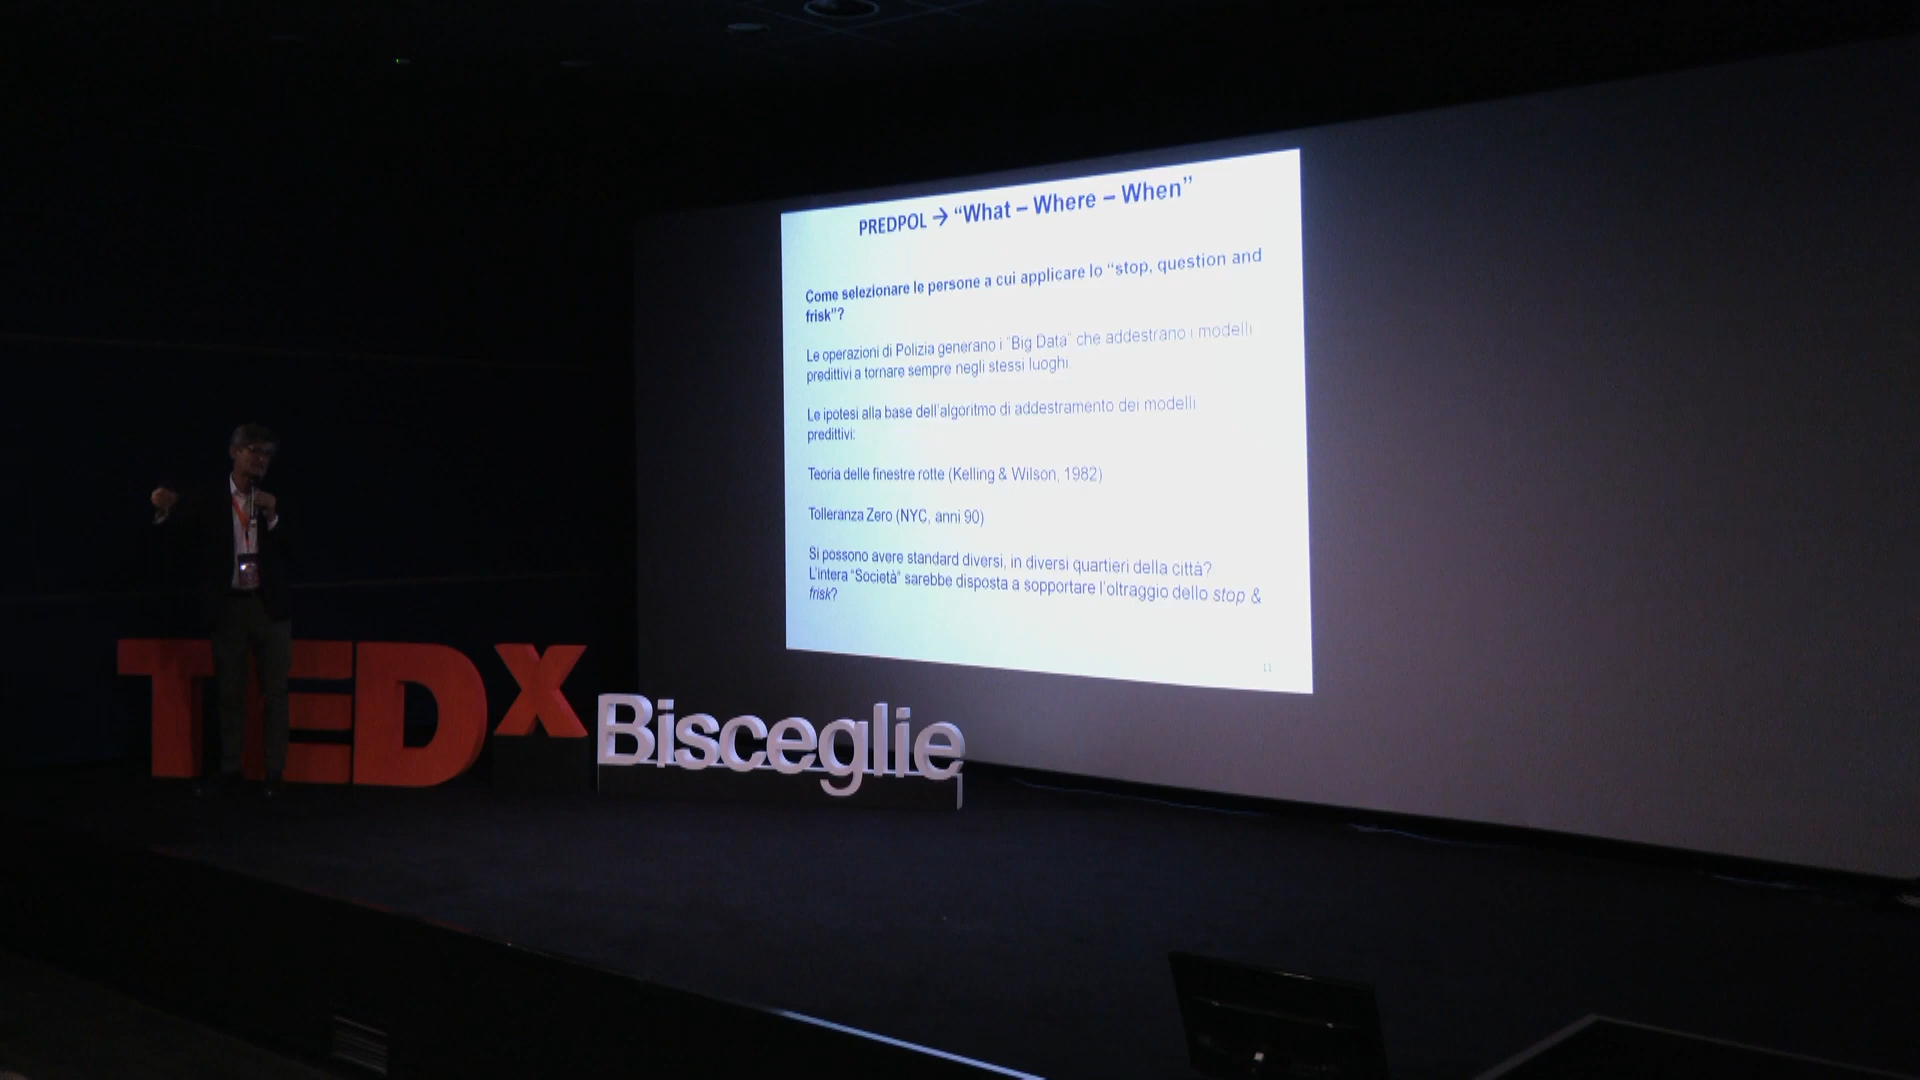 PREDPOL → “What – Where – When”
Come selezionare le persone a cui applicare lo “stop, question and
frisk”?
Le operazioni di Polizia generano i “Big Data” che addestrano i modelli
predittivi a tornare sempre negli stessi luoghi.
Le ipotesi alla base dell'algoritmo di addestramento dei modelli
predittivi:
Teoria delle finestre rotte (Kelling & Wilson, 1982)
Tolleranza Zero (NYC, anni 90)
Si possono avere standard diversi, in diversi quartieri della città?
L'intera “Società” sarebbe disposta a sopportare l'oltraggio dello stop &
frisk?
11
TEDx
Bisceglie